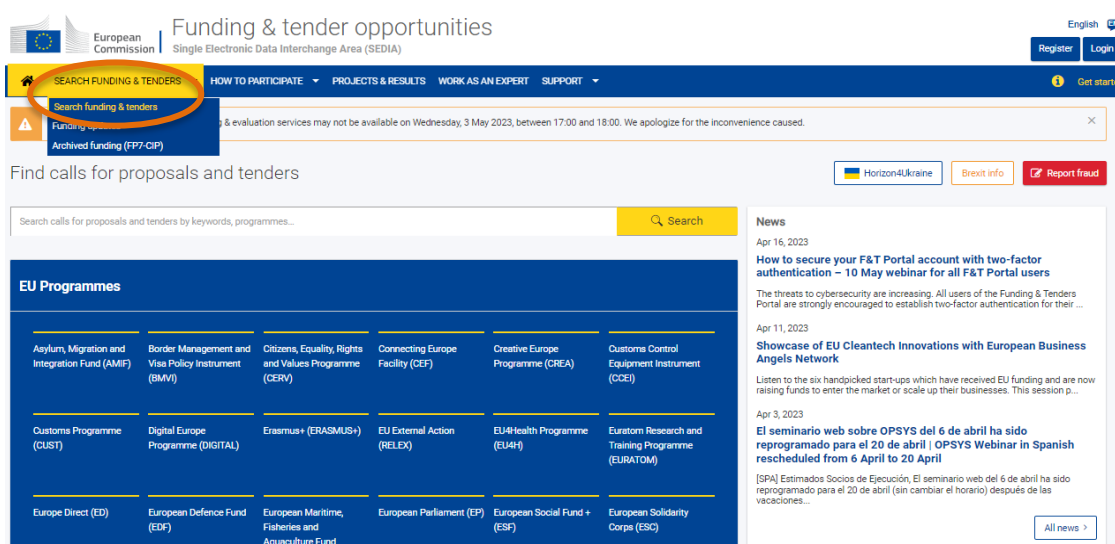 European
Commission
Funding & tender opportunities
Single Electronic Data Interchange Area (SEDIA)
English
Register
Login
SEARCH FUNDING & TENDERS
HOW TO PARTICIPATE
PROJECTS & RESULTS
WORK AS AN EXPERT
SUPPORT
Get starte
Search funding & tenders
Funding
Archived funding (FP7-CIP)
& evaluation services may not be available on Wednesday, 3 May 2023, between 17:00 and 18:00. We apologize for the inconvenience caused.
Find calls for proposals and tenders
Horizon4Ukraine
Brexit info
Report fraud
Search calls for proposals and tenders by keywords, programmes...
Search
EU Programmes
Asylum, Migration and
Integration Fund (AMIF)
Border Management and
Visa Policy Instrument
(BMVI)
Citizens, Equality, Rights
and Values Programme
(CERV)
Connecting Europe
Facility (CEF)
Creative Europe
Programme (CREA)
Customs Control
Equipment Instrument
(CCEI)
Customs Programme
(CUST)
Digital Europe
Programme (DIGITAL)
Erasmus+ (ERASMUS+)
EU External Action
(RELEX)
EU4Health Programme
(EU4H)
Euratom Research and
Training Programme
(EURATOM)
Europe Direct (ED)
European Defence Fund
(EDF)
European Maritime,
Fisheries and
Aquaculture Fund
European Parliament (EP)
European Social Fund +
(ESF)
European Solidarity
Corps (ESC)
News
Apr 16, 2023
How to secure your F&T Portal account with two-factor
authentication – 10 May webinar for all F&T Portal users
The threats to cybersecurity are increasing. All users of the Funding & Tenders
Portal are strongly encouraged to establish two-factor authentication for their ...
Apr 11, 2023
Showcase of EU Cleantech Innovations with European Business
Angels Network
Listen to the six handpicked start-ups which have received EU funding and are now
raising funds to enter the market or scale up their businesses. This session p...
Apr 3, 2023
El seminario web sobre OPSYS del 6 de abril ha sido
reprogramado para el 20 de abril | OPSYS Webinar in Spanish
rescheduled from 6 April to 20 April
[SPA] Estimados Socios de Ejecución, El seminario web del 6 de abril ha sido
reprogramado para el 20 de abril (sin cambiar el horario) después de las
vacaciones...
All news >